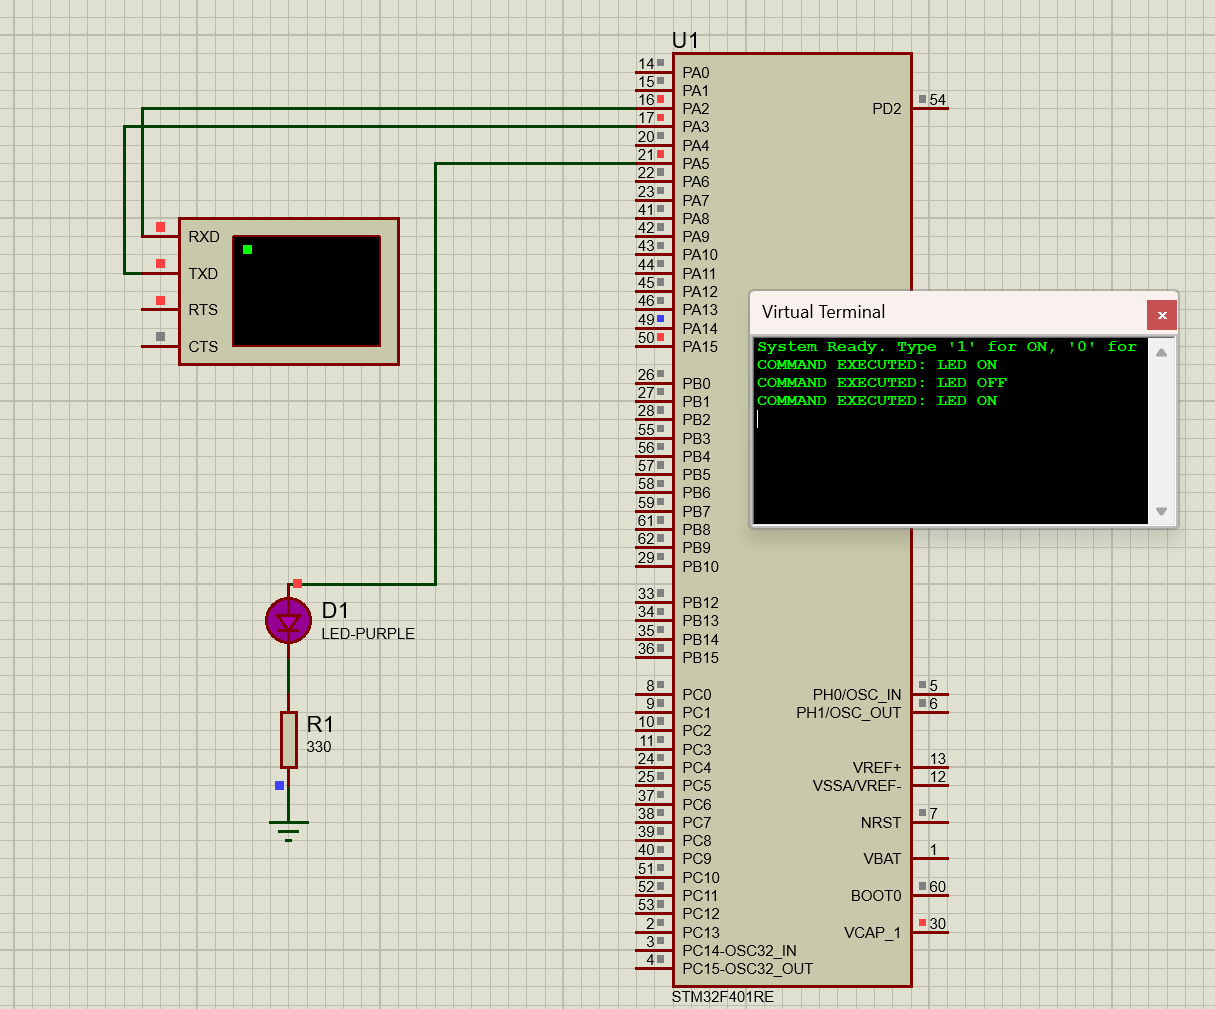 U1
14
PA0
15
PA1
16
PA2
17
PA3
20
PA4
21
PA5
22
PA6
23
PA7
41
PA8
42
PA9
43
PA10
44
PA11
45
PA12
46
PA13
49
PA14
50
PA15
26
PB0
27
PB1
28
PB2
55
PB3
56
PB4
57
PB5
58
PB6
59
PB7
61
PB8
62
PB9
29
PB10
33
PB12
34
PB13
35
PB14
36
PB15
8
PC0
9
PC1
10
PC2
11
PC3
24
PC4
25
PC5
37
PC6
38
PC7
39
PC8
40
PC9
51
PC10
52
PC11
53
PC12
2
PC13
3
PC14-OSC32_IN
4
PC15-OSC32_OUT
PD2 54
PH0/OSC_IN 5
PH1/OSC_OUT 6
VREF+ 13
VSSA/VREF- 12
NRST 7
VBAT 1
BOOT0 60
VCAP_1 30
STM32F401RE
RXD
TXD
RTS
CTS
D1
LED-PURPLE
R1
330
Virtual Terminal
x
System Ready. Type '1' for ON, '0' for
COMMAND EXECUTED: LED ON
COMMAND EXECUTED: LED OFF
COMMAND EXECUTED: LED ON